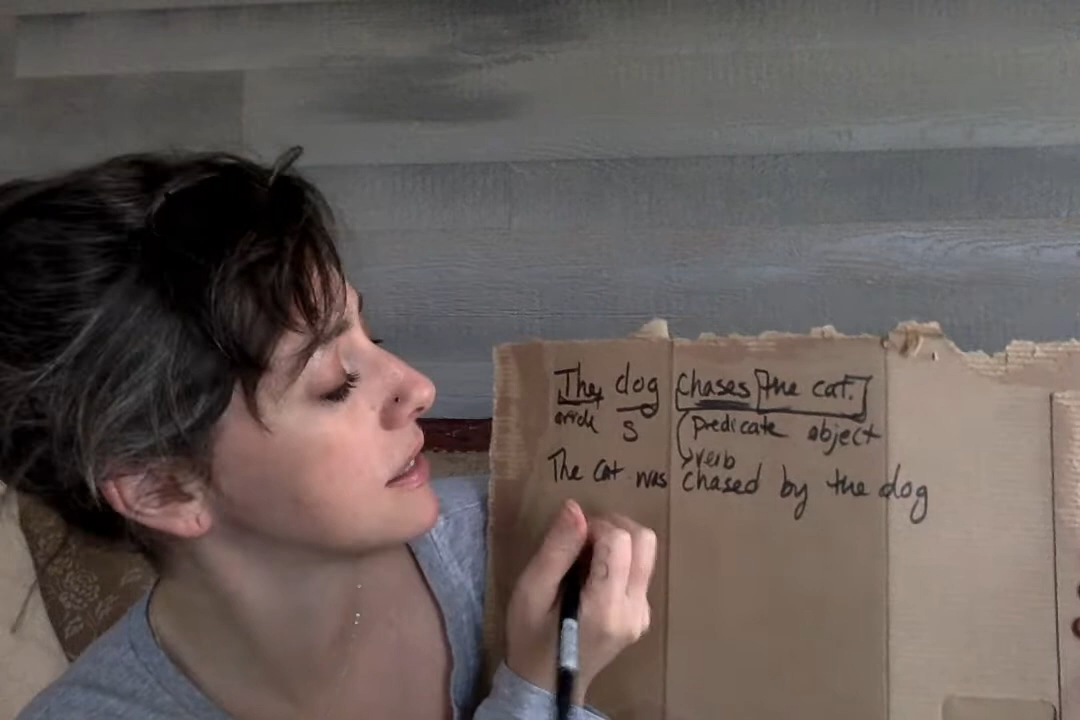 The dog chases the cat.
article S predicate object
verb
The cat was chased by the dog